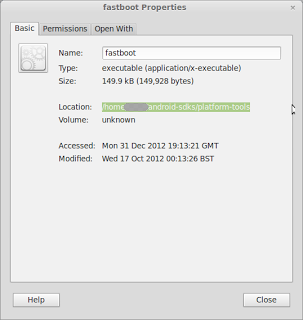 fastboot Properties
Basic Permissions Open With
Name: fastboot
Type: executable (application/x-executable)
Size: 149.9 kB (149,928 bytes)
Location: /home /android-sdks/platform-tools
Volume: unknown
Accessed: Mon 31 Dec 2012 19:13:21 GMT
Modified: Wed 17 Oct 2012 00:13:26 BST
Help Close